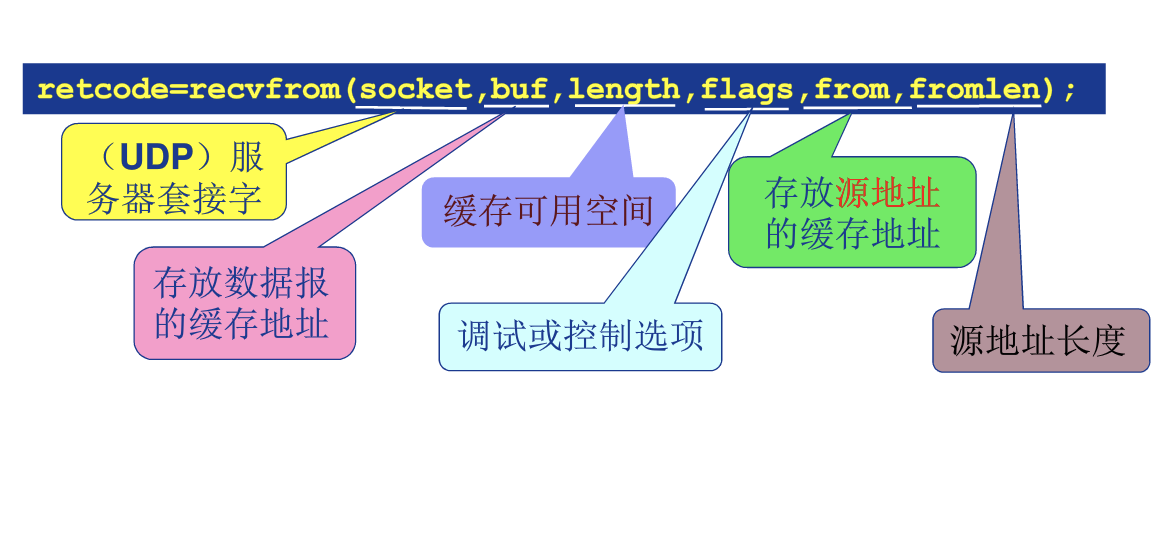 retcode=recvfrom(socket,buf,length,flags,from,fromlen);
（UDP）服
务器套接字
存放数据报
的缓存地址
缓存可用空间
调试或控制选项
存放源地址
的缓存地址
源地址长度